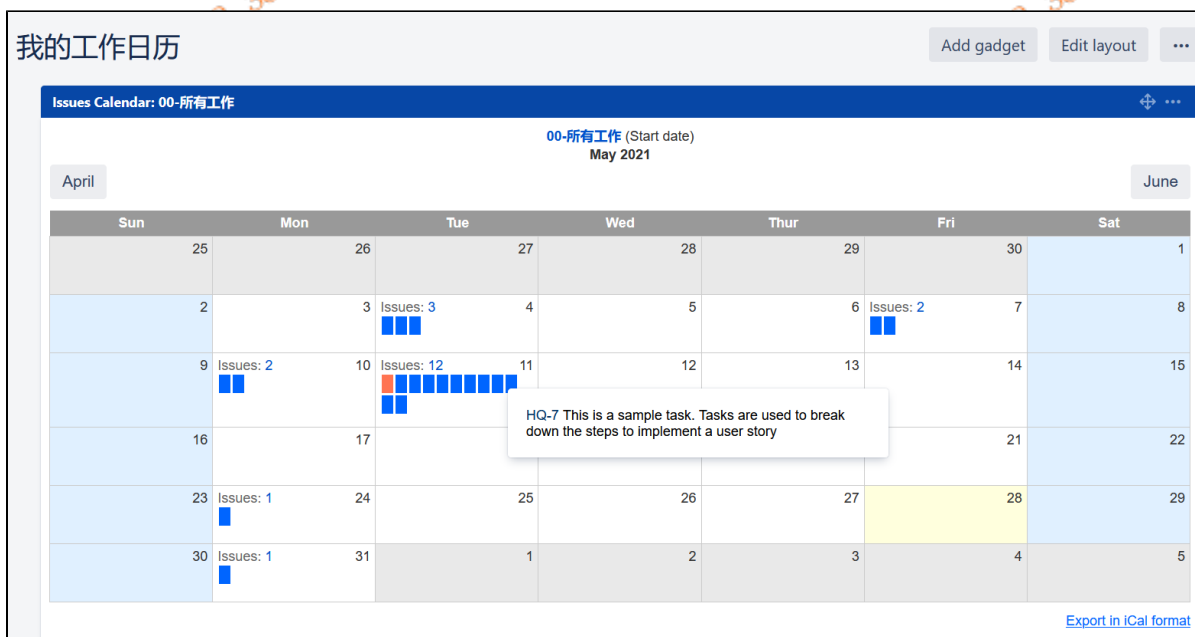 我的工作日历
Add gadget Edit layout ...
Issues Calendar: 00-所有工作
00-所有工作 (Start date)
May 2021
April June
Sun Mon Tue Wed Thur Fri Sat
25 26 27 28 29 30 1
2 3 Issues: 3 4 5 6 Issues: 2 7 8
9 Issues: 2 10 Issues: 12 11 12 13 14 15
HQ-7 This is a sample task. Tasks are used to break
down the steps to implement a user story
16 17 21 22
23 Issues: 1 24 25 26 27 28 29
30 Issues: 1 31 1 2 3 4 5
Export in iCal format